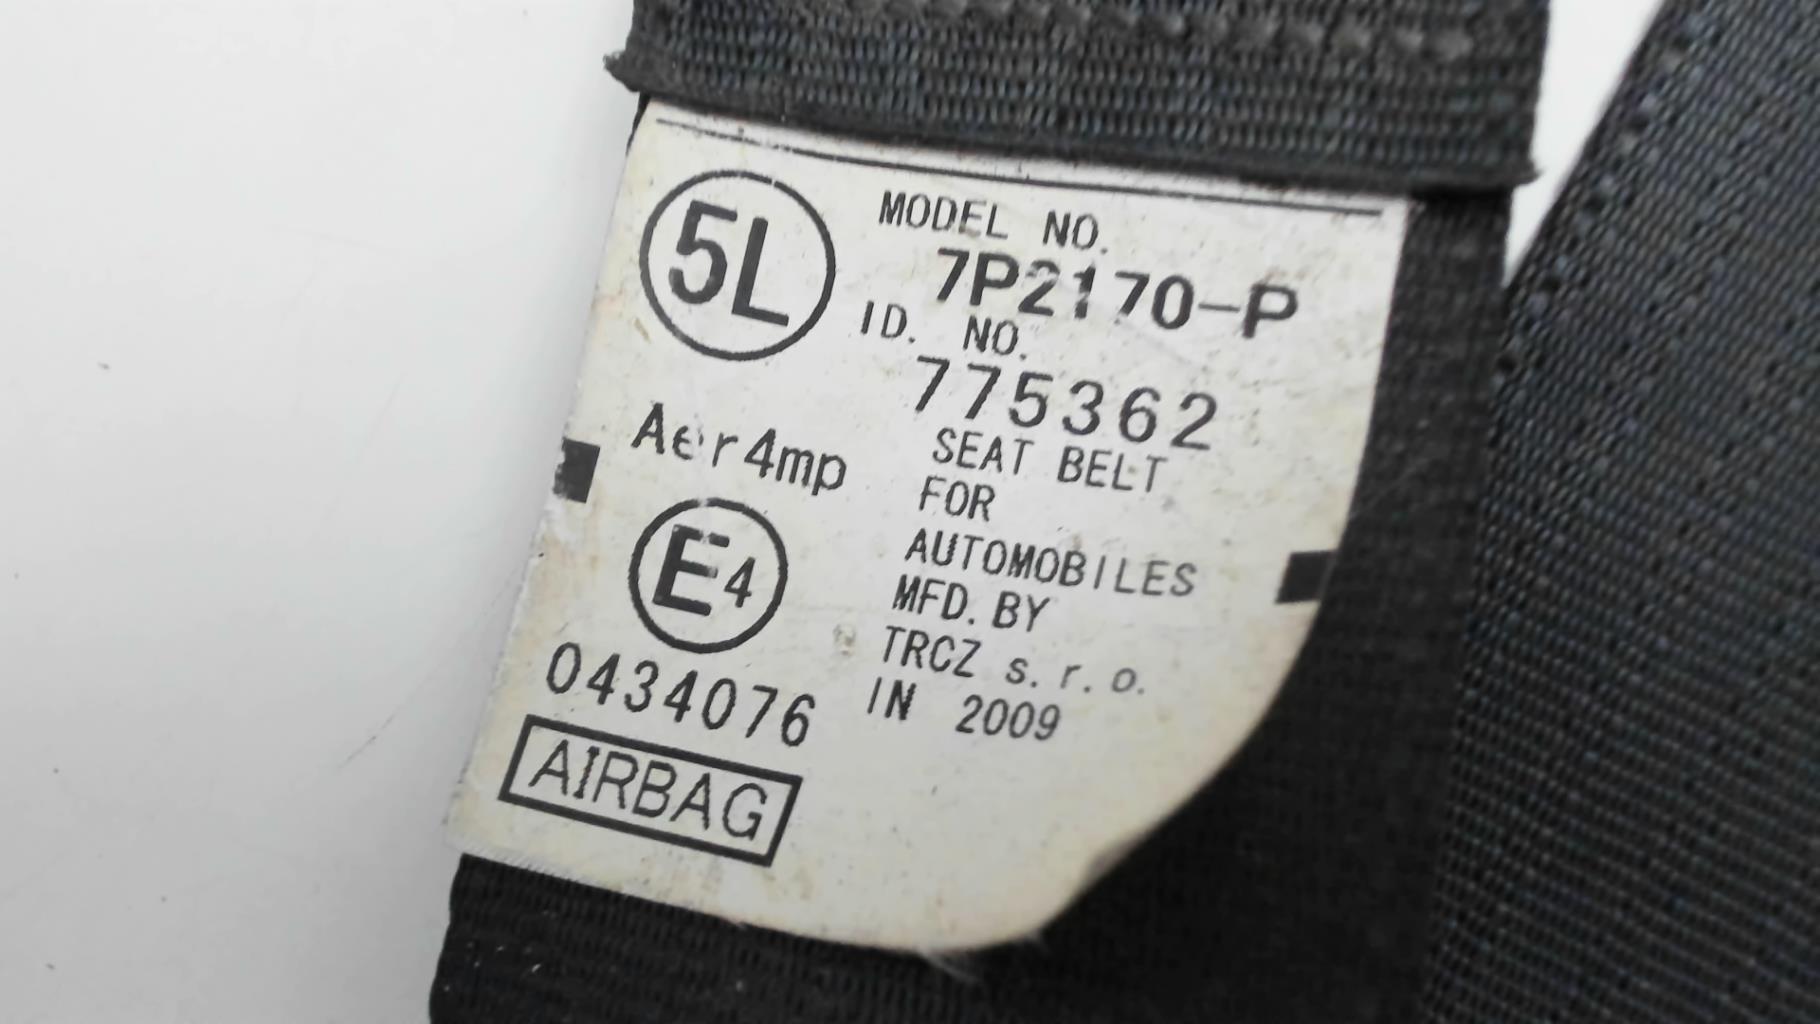 5L
MODEL NO.
7P2170-P
ID. NO.
775362
Aer4mp
SEAT BELT
FOR
AUTOMOBILES
MFD. BY
TRCZ s.r.o.
IN 2009
E4
0434076
AIRBAG